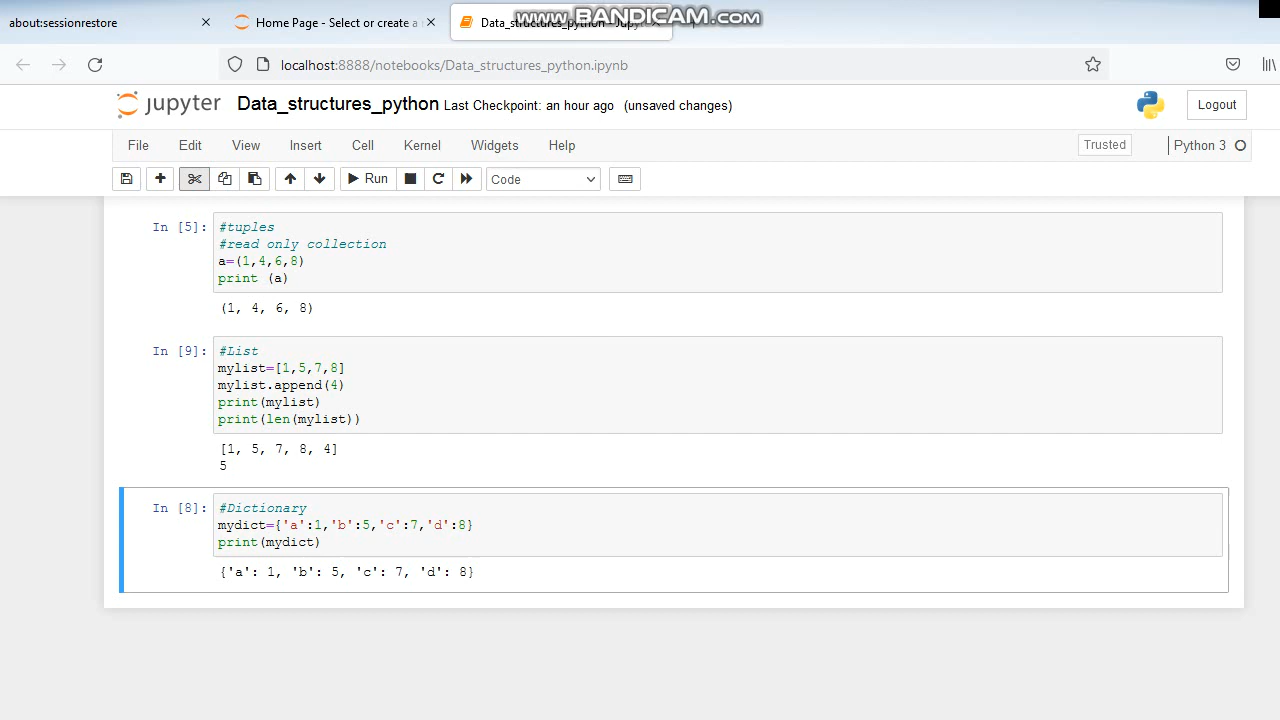 www.BANDICAM.com
about:sessionrestore
Home Page - Select or create a
Data_structures_python - Jupyte
localhost:8888/notebooks/Data_structures_python.ipynb
jupyter Data_structures_python Last Checkpoint: an hour ago (unsaved changes)
Logout
File Edit View Insert Cell Kernel Widgets Help
Trusted
Python 3
Run
Code
In [5]:
#tuples
#read only collection
a=(1,4,6,8)
print (a)
(1, 4, 6, 8)
In [9]:
#List
mylist=[1,5,7,8]
mylist.append(4)
print(mylist)
print(len(mylist))
[1, 5, 7, 8, 4]
5
In [8]:
#Dictionary
mydict={'a':1,'b':5,'c':7,'d':8}
print(mydict)
{'a': 1, 'b': 5, 'c': 7, 'd': 8}